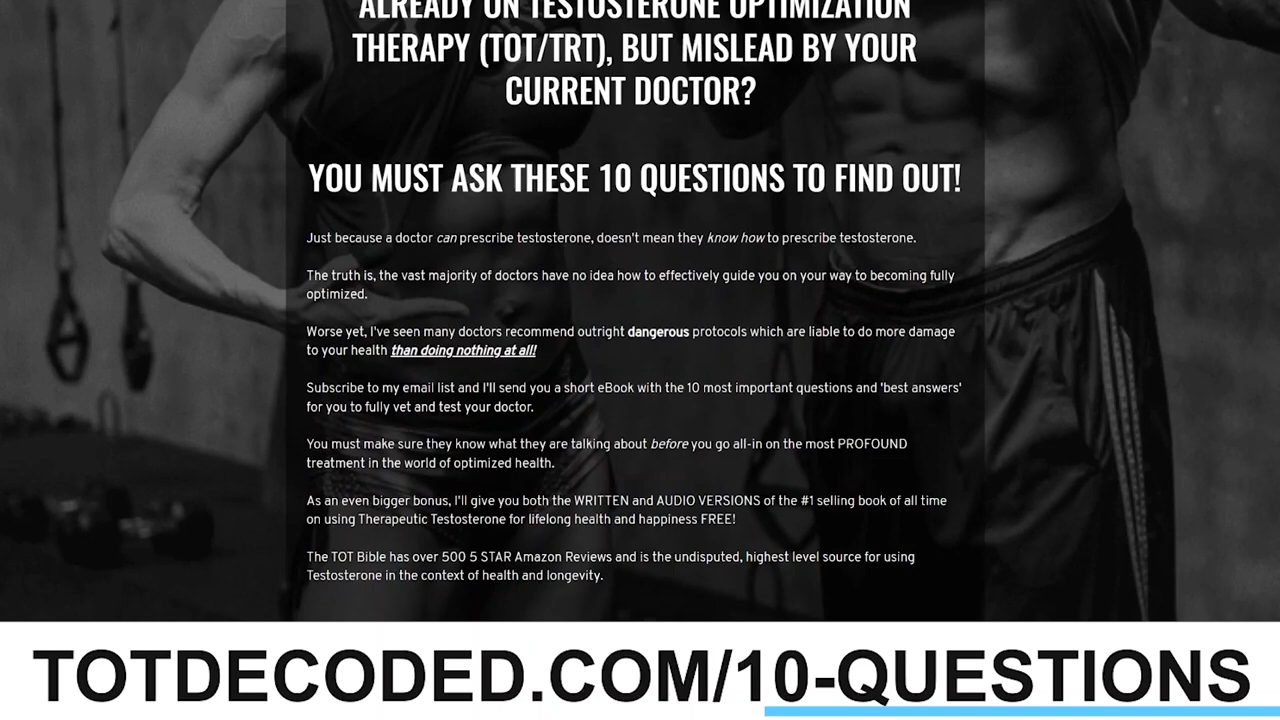 ALREADY ON TESTOSTERONE OPTIMIZATION
THERAPY (TOT/TRT), BUT MISLEAD BY YOUR
CURRENT DOCTOR?
YOU MUST ASK THESE 10 QUESTIONS TO FIND OUT!
Just because a doctor can prescribe testosterone, doesn't mean they know how to prescribe testosterone.
The truth is, the vast majority of doctors have no idea how to effectively guide you on your way to becoming fully
optimized.
Worse yet, I've seen many doctors recommend outright dangerous protocols which are liable to do more damage
to your health than doing nothing at all!
Subscribe to my email list and I'll send you a short eBook with the 10 most important questions and 'best answers'
for you to fully vet and test your doctor.
You must make sure they know what they are talking about before you go all-in on the most PROFOUND
treatment in the world of optimized health.
As an even bigger bonus, I'll give you both the WRITTEN and AUDIO VERSIONS of the #1 selling book of all time
on using Therapeutic Testosterone for lifelong health and happiness FREE!
The TOT Bible has over 500 5 STAR Amazon Reviews and is the undisputed, highest level source for using
Testosterone in the context of health and longevity.
TOTDECODED.COM/10-QUESTIONS